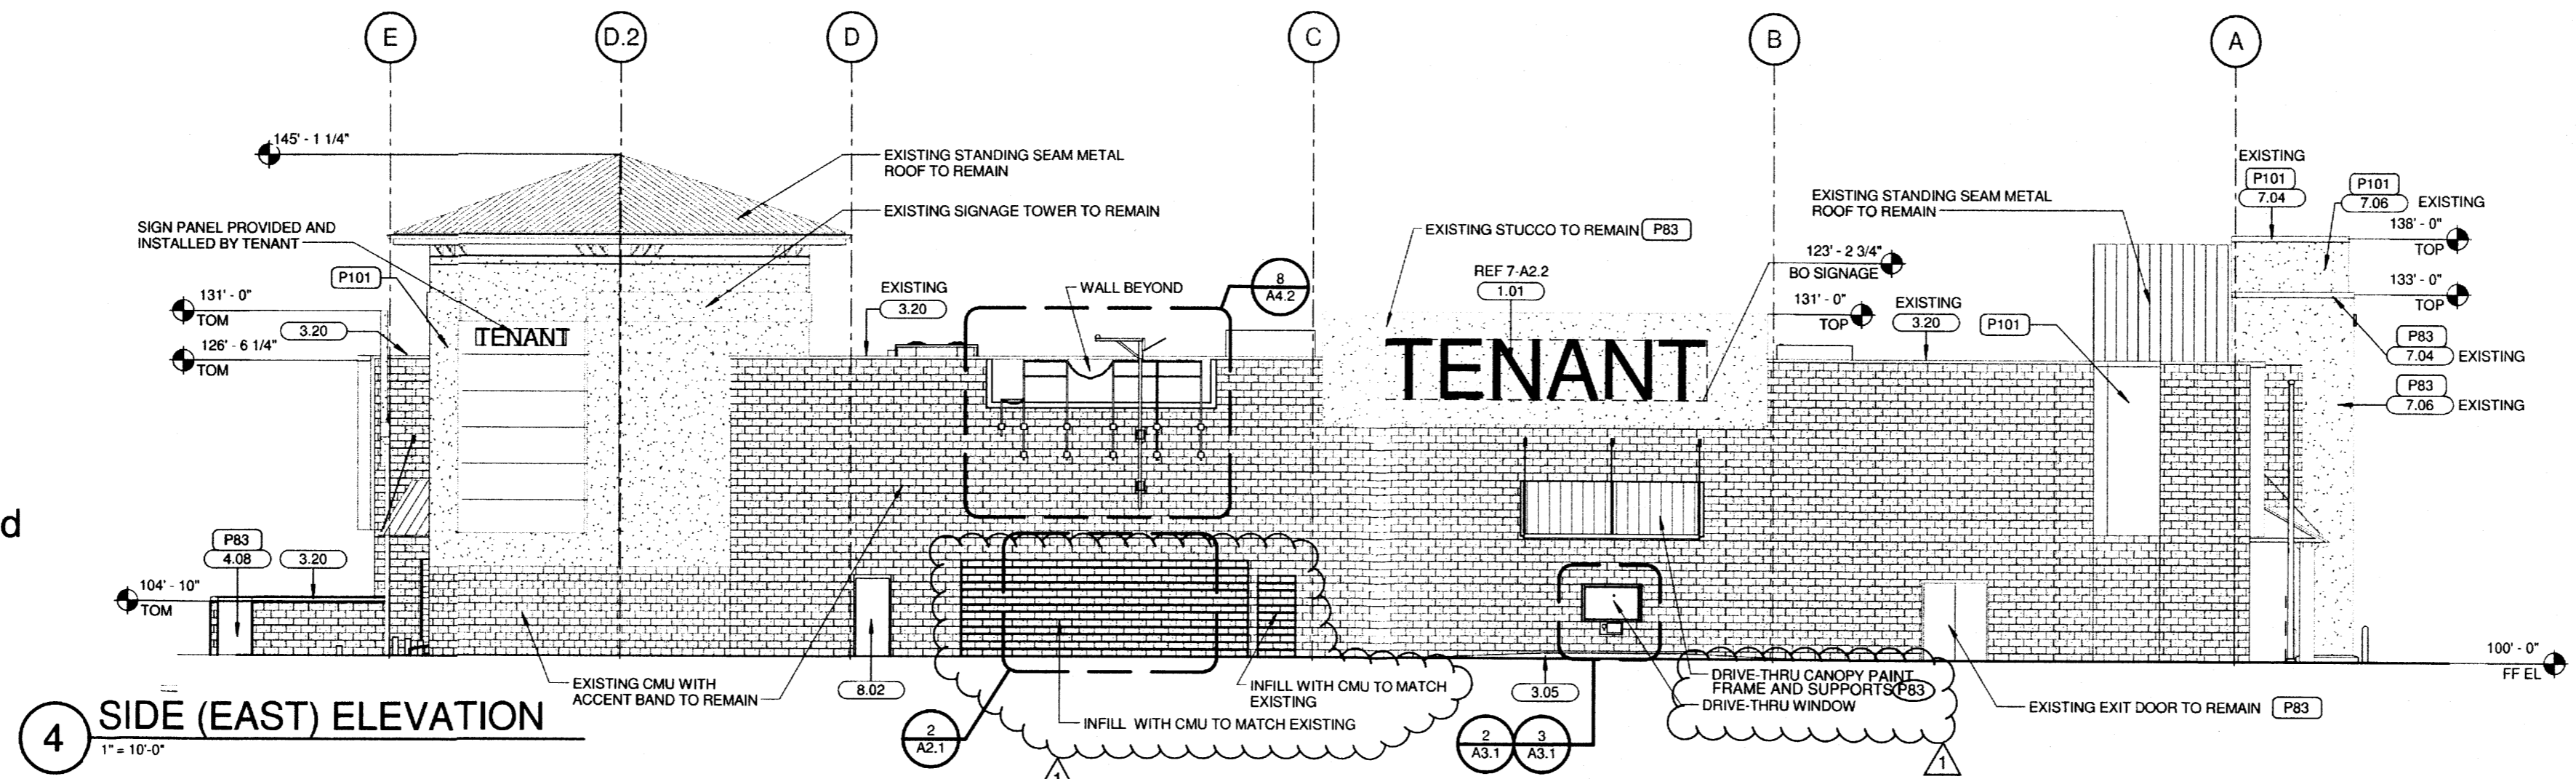 E
D.2
D
C
B
A
145' - 1 1/4"
EXISTING STANDING SEAM METAL
ROOF TO REMAIN
EXISTING SIGNAGE TOWER TO REMAIN
SIGN PANEL PROVIDED AND
INSTALLED BY TENANT
P101
131' - 0"
TOM
3.20
126' - 6 1/4"
TOM
TENANT
EXISTING
3.20
WALL BEYOND
8
A4.2
EXISTING STUCCO TO REMAIN P83
REF 7-A2.2
1.01
TENANT
EXISTING STANDING SEAM METAL
ROOF TO REMAIN
123' - 2 3/4"
BO SIGNAGE
131' - 0"
TOP
EXISTING
3.20
P101
EXISTING
P101
7.04
P101
7.06 EXISTING
138' - 0"
TOP
133' - 0"
TOP
P83
7.04 EXISTING
P83
7.06 EXISTING
d
P83
4.08
3.20
104' - 10"
TOM
100' - 0"
FF EL
EXISTING CMU WITH
ACCENT BAND TO REMAIN
8.02
2
A2.1
INFILL WITH CMU TO MATCH
EXISTING
INFILL WITH CMU TO MATCH EXISTING
1
3.05
2
A3.1
3
A3.1
DRIVE-THRU CANOPY PAINT
FRAME AND SUPPORTS P83
DRIVE-THRU WINDOW
1
EXISTING EXIT DOOR TO REMAIN P83
4
SIDE (EAST) ELEVATION
1" = 10'-0"